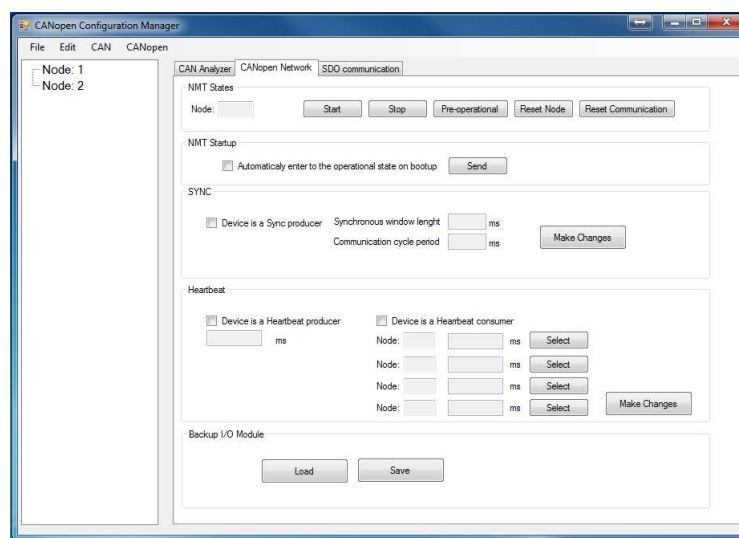 CANopen Configuration Manager
File Edit CAN CANopen
Node: 1
Node: 2
CAN Analyzer CANopen Network SDO communication
NMT States
Node: Start Stop Pre-operational Reset Node Reset Communication
NMT Startup
Automaticaly enter to the operational state on bootup Send
SYNC
Device is a Sync producer Synchronous window lenght ms
Communication cycle period ms Make Changes
Heartbeat
Device is a Heartbeat producer Device is a Hearrbeat consumer
ms Node: ms Select
Node: ms Select
Node: ms Select
Node: ms Select Make Changes
Backup I/O Module
Load Save